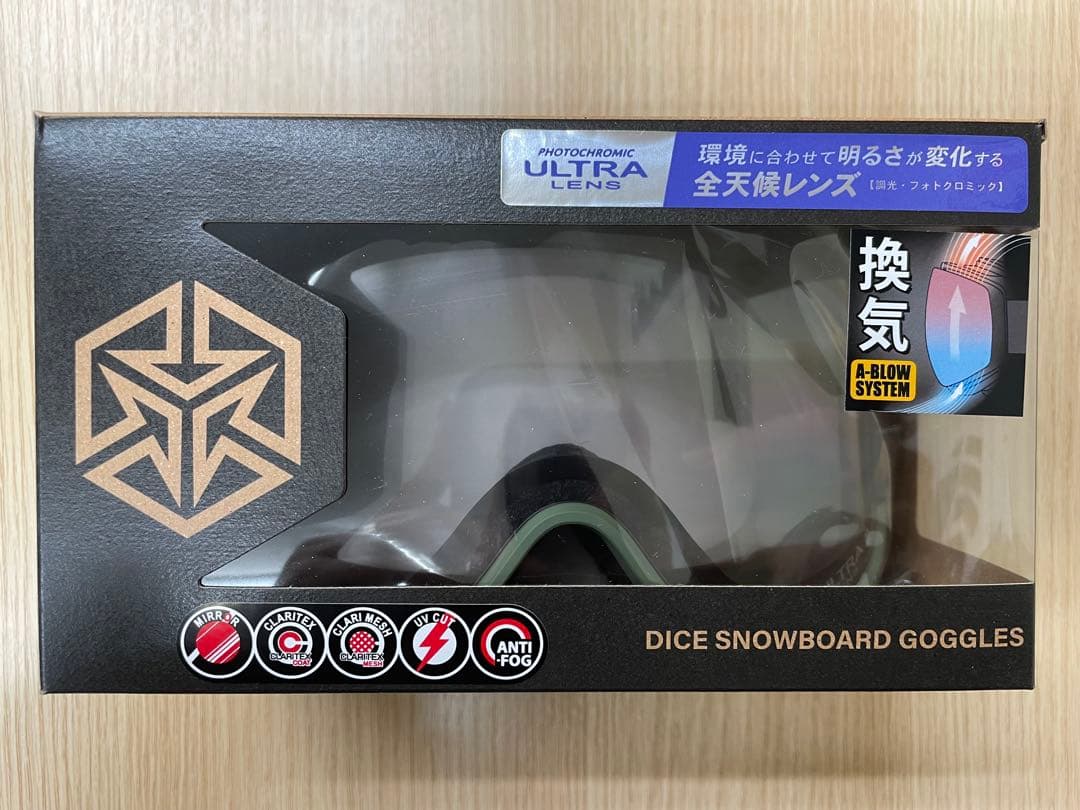 PHOTOCHROMIC
ULTRA
LENS
環境に合わせて明るさが変化する
全天候レンズ【調光・フォトクロミック】
換気
A-BLOW
SYSTEM
ULTRA
MIRROR
CLARITEX
CLARITEX
COAT
CLARI MESH
CLARITEX
MESH
UV CUT
ANTI
-FOG
DICE SNOWBOARD GOGGLES